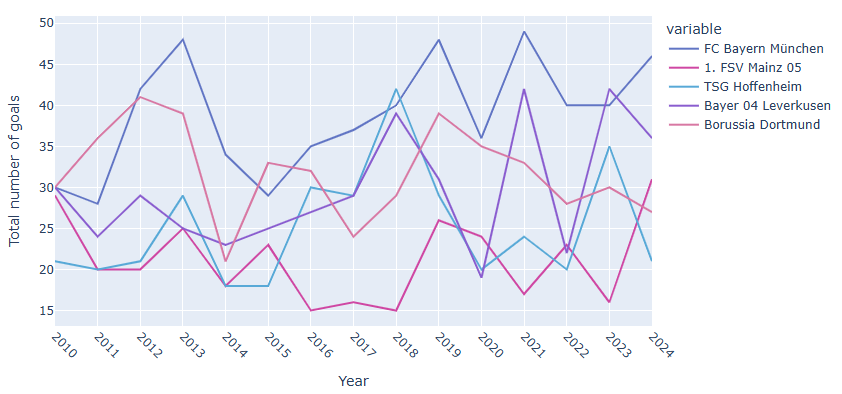 50
45
40
35
30
25
20
15
Total number of goals
2010
2011
2012
2013
2014
2015
2016
2017
2018
2019
2020
2021
2022
2023
2024
Year
variable
FC Bayern München
1. FSV Mainz 05
TSG Hoffenheim
Bayer 04 Leverkusen
Borussia Dortmund